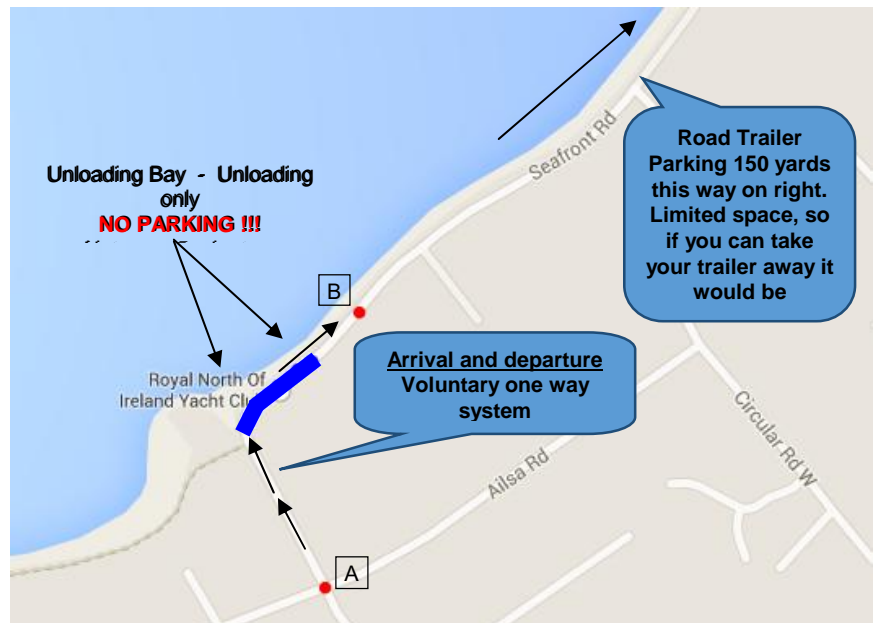 Unloading Bay - Unloading
only
NO PARKING !!!
Seafront Rd
Road Trailer
Parking 150 yards
this way on right.
Limited space, so
if you can take
your trailer away it
would be
B
Royal North Of
Ireland Yacht Club
Arrival and departure
Voluntary one way
system
Ailsa Rd
Circular Rd W
A